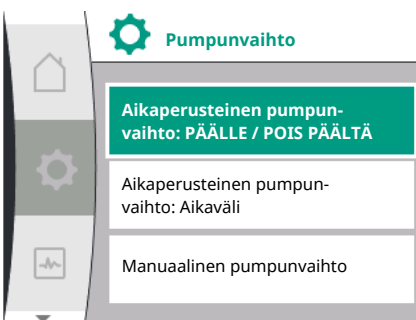 Pumpunvaihto
Aikaperusteinen pumpun-
vaihto: PÄÄLLE / POIS PÄÄLTÄ
Aikaperusteinen pumpun-
vaihto: Aikaväli
Manuaalinen pumpunvaihto